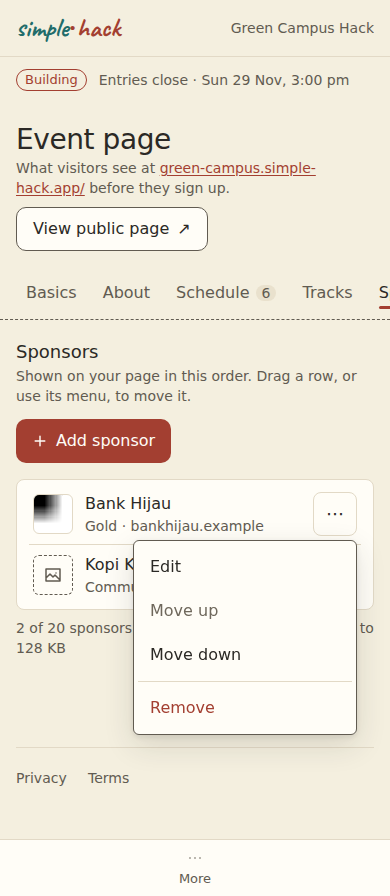 simple hack
Green Campus Hack
Building
Entries close · Sun 29 Nov, 3:00 pm
Event page
What visitors see at green-campus.simple-
hack.app/ before they sign up.
View public page ↗
Basics
About
Schedule 6
Tracks
S
Sponsors
Shown on your page in this order. Drag a row, or
use its menu, to move it.
+ Add sponsor
Bank Hijau
Gold · bankhijau.example
Kopi K
Commu
Edit
Move up
Move down
Remove
2 of 20 sponsors
to
128 KB
Privacy
Terms
More